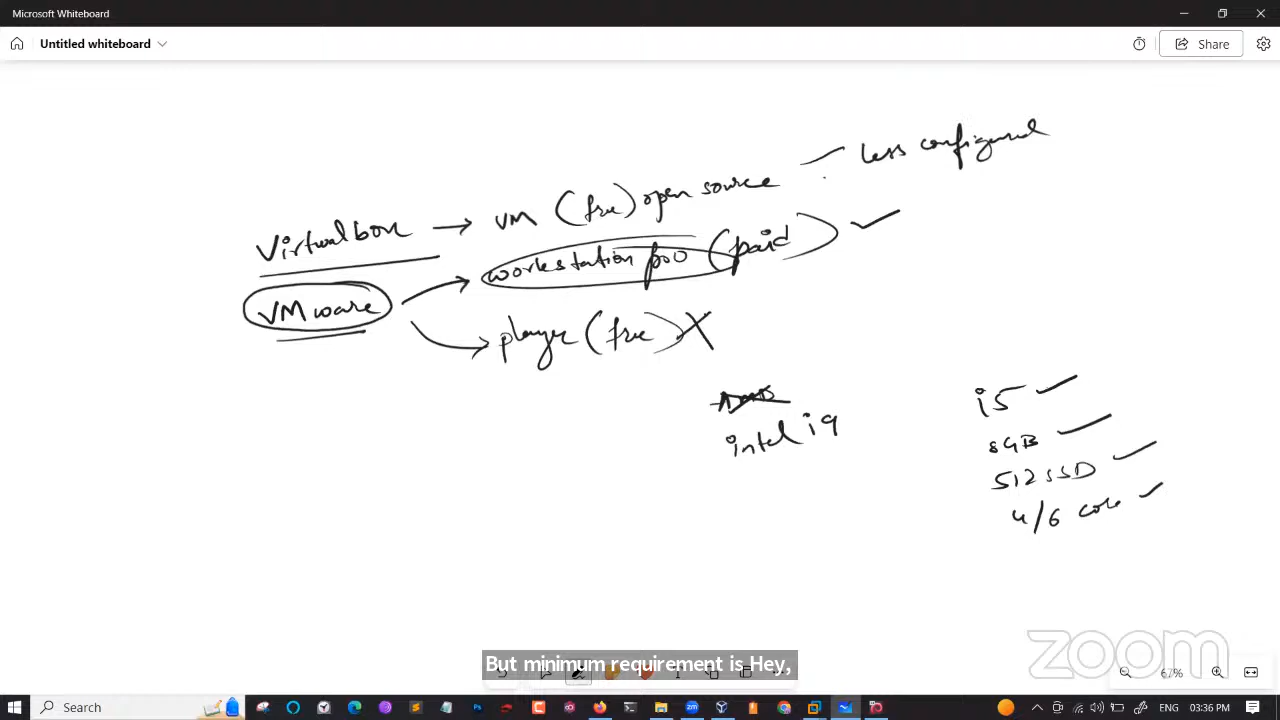 Microsoft Whiteboard
Untitled whiteboard
Share
less configured
Virtualbox → VM (free) open source
VMware
workstation pro (paid)
player (free) X
intel i9
i5
8GB
512 SSD
4/6 core
zoom
But minimum requirement is Hey,
67%
Search
ENG
03:36 PM